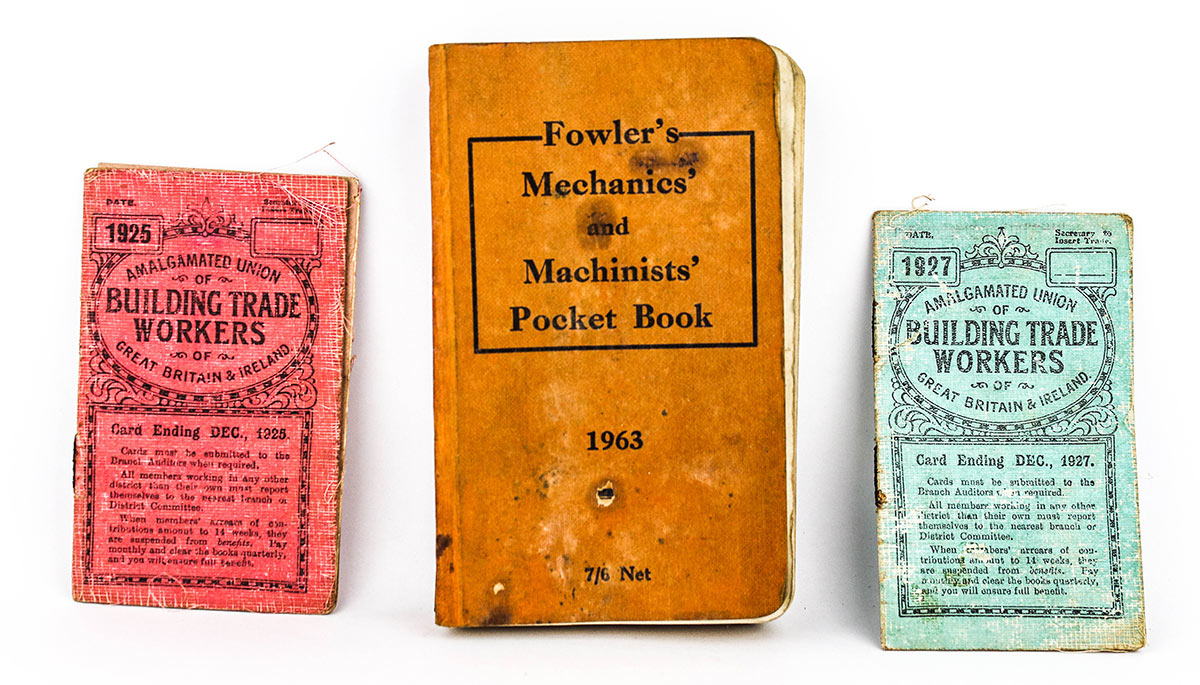 DATE.
Secretary to
Insert Trade.
1925
AMALGAMATED UNION
OF
BUILDING TRADE
WORKERS
OF
GREAT BRITAIN & IRELAND.
Card Ending DEC., 1925.
Cards must be submitted to the
Branch Auditors when required.
All members working in any other
district than their own must report
themselves to the nearest branch or
District Committee.
When members' arrears of con-
tributions amount to 14 weeks, they
are suspended from benefits. Pay
monthly and clear the books quarterly,
and you will ensure full benefit.
Fowler's
Mechanics'
and
Machinists'
Pocket Book
1963
7/6 Net
DATE.
Secretary to
Insert Trade.
1927
AMALGAMATED UNION
OF
BUILDING TRADE
WORKERS
OF
GREAT BRITAIN & IRELAND.
Card Ending DEC., 1927.
Cards must be submitted to the
Branch Auditors when required.
All members working in any other
district than their own must report
themselves to the nearest branch or
District Committee.
When members' arrears of con-
tributions amount to 14 weeks, they
are suspended from benefits. Pay
monthly and clear the books quarterly,
and you will ensure full benefit.